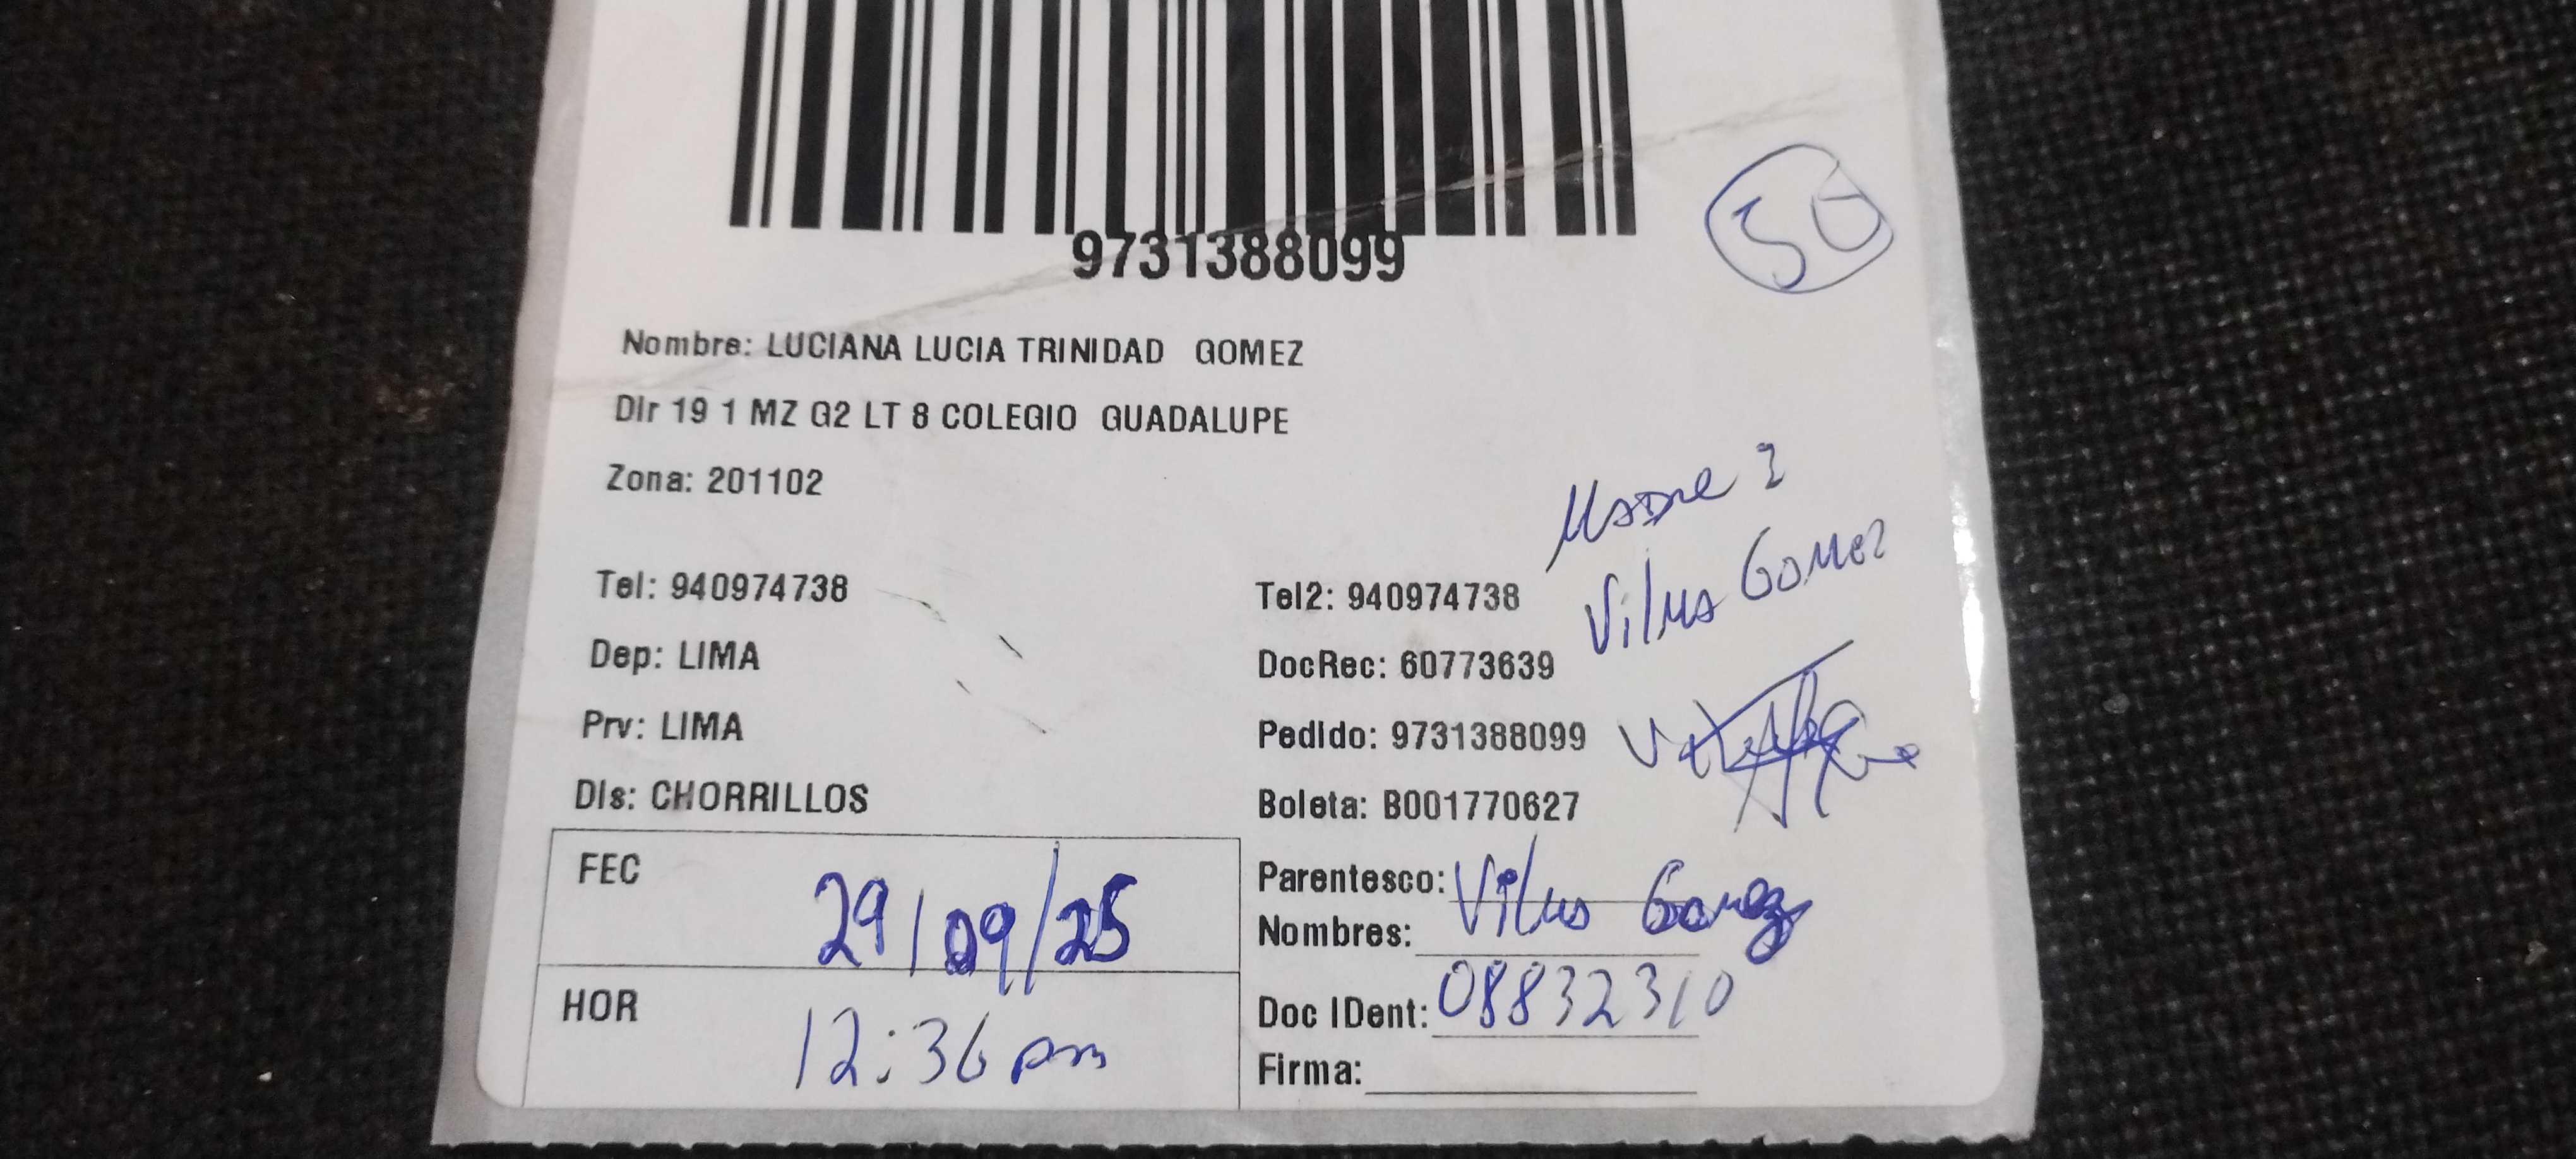 9731388099
50
Nombre: LUCIANA LUCIA TRINIDAD GOMEZ
Dir 19 1 MZ G2 LT 8 COLEGIO GUADALUPE
Zona: 201102
Madre
Vilma Gomez
Tel: 940974738 Tel2: 940974738
Dep: LIMA DocRec: 60773639
Prv: LIMA Pedido: 9731388099
Dis: CHORRILLOS Boleta: B001770627
FEC 29/09/25
Parentesco:
Nombres: Vilma Gomez
HOR 12:36 pm
Doc IDent: 08832310
Firma: